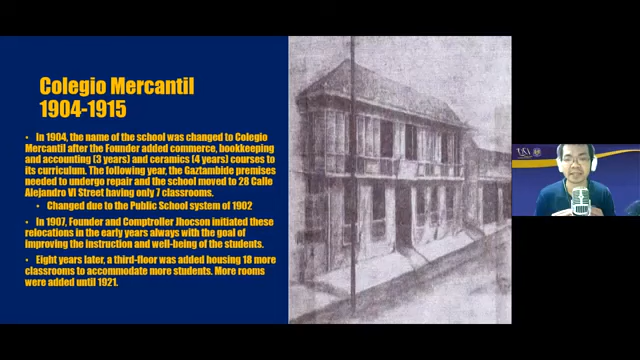 Colegio Mercantil
1904-1915
• In 1904, the name of the school was changed to Colegio
Mercantil after the Founder added commerce, bookkeeping
and accounting (3 years) and ceramics (4 years) courses to
its curriculum. The following year, the Gaztambide premises
needed to undergo repair and the school moved to 28 Calle
Alejandro VI Street having only 7 classrooms.
• Changed due to the Public School system of 1902
• In 1907, Founder and Comptroller Jhocson initiated these
relocations in the early years always with the goal of
improving the instruction and well-being of the students.
• Eight years later, a third-floor was added housing 18 more
classrooms to accommodate more students. More rooms
were added until 1921.